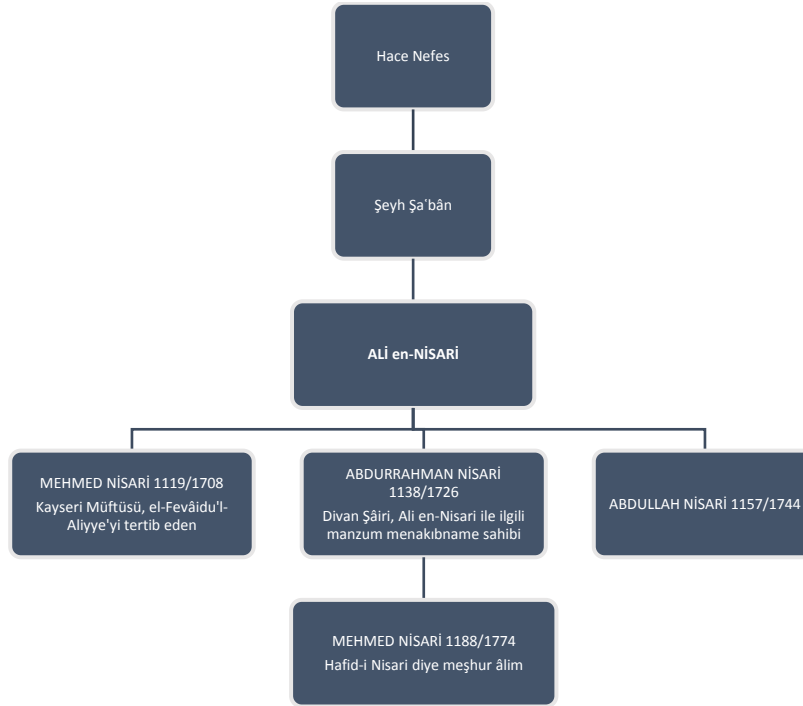 Hace Nefes
Şeyh Şa'bân
ALİ en-NİSARİ
MEHMED NİSARİ 1119/1708
Kayseri Müftüsü, el-Fevâidu'l-
Aliyye'yi tertib eden
ABDURRAHMAN NİSARİ
1138/1726
Divan Şâiri, Ali en-Nisari ile ilgili
manzum menakıbname sahibi
ABDULLAH NİSARİ 1157/1744
MEHMED NİSARİ 1188/1774
Hafid-i Nisari diye meşhur âlim